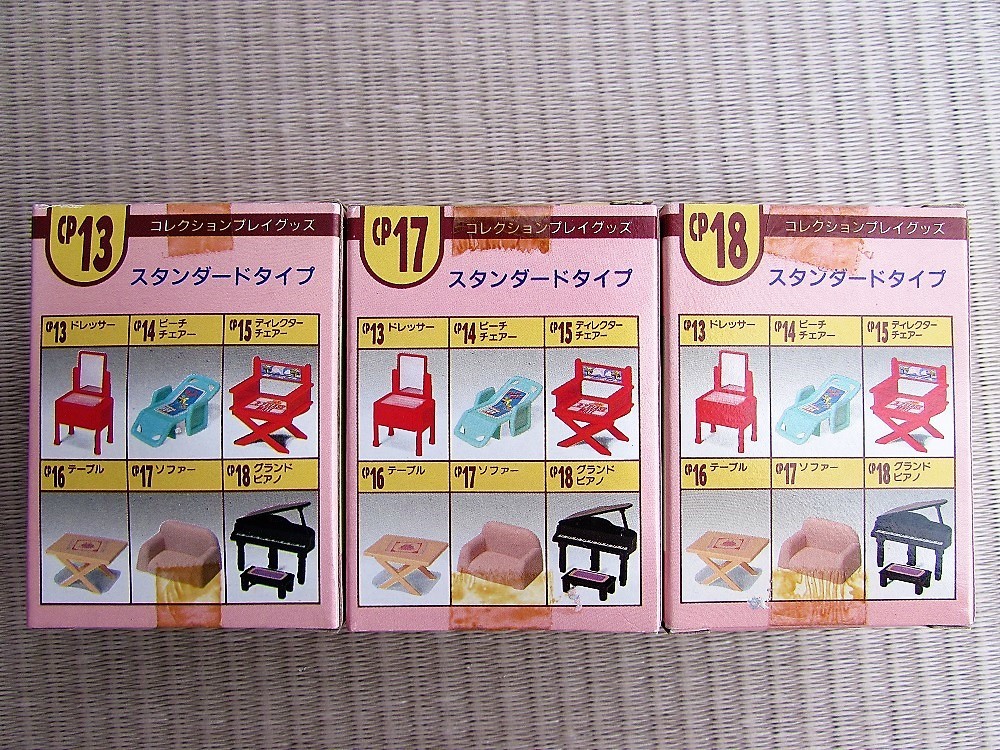 CP13 コレクションプレイグッズ
スタンダードタイプ
CP13 ドレッサー
CP14 ビーチチェアー
CP15 ディレクターチェアー
CP16 テーブル
CP17 ソファー
CP18 グランドピアノ
CP17 コレクションプレイグッズ
スタンダードタイプ
CP13 ドレッサー
CP14 ビーチチェアー
CP15 ディレクターチェアー
CP16 テーブル
CP17 ソファー
CP18 グランドピアノ
CP18 コレクションプレイグッズ
スタンダードタイプ
CP13 ドレッサー
CP14 ビーチチェアー
CP15 ディレクターチェアー
CP16 テーブル
CP17 ソファー
CP18 グランドピアノ